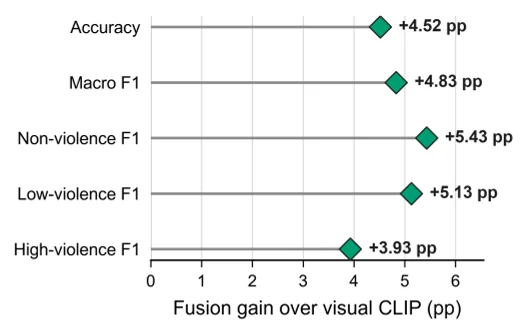 Accuracy +4.52 pp
Macro F1 +4.83 pp
Non-violence F1 +5.43 pp
Low-violence F1 +5.13 pp
High-violence F1 +3.93 pp
0 1 2 3 4 5 6
Fusion gain over visual CLIP (pp)